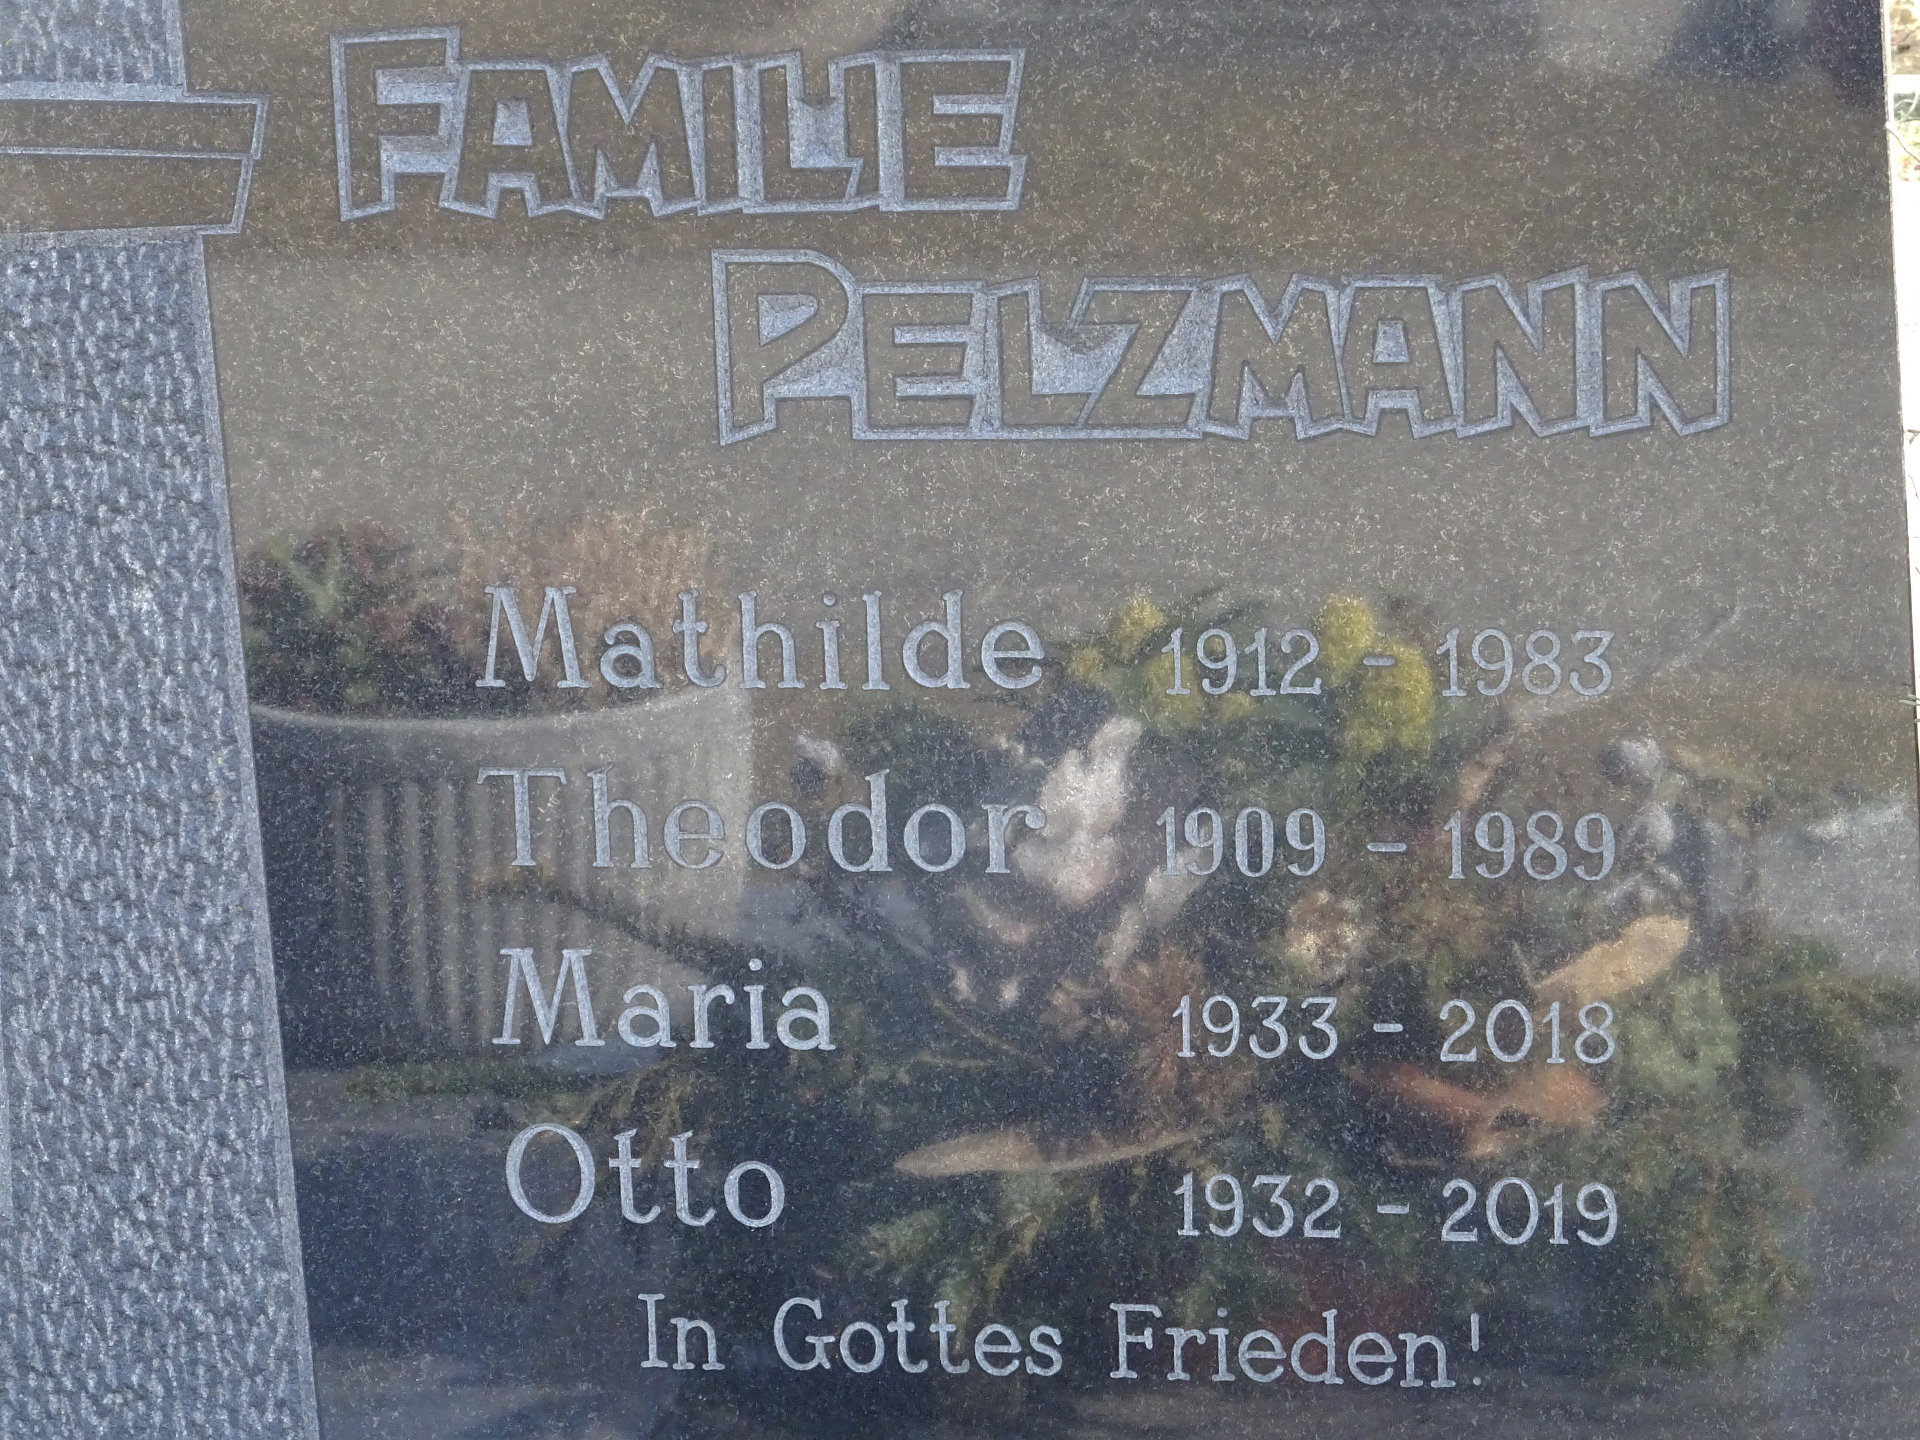 FAMILIE
PELZMANN
Mathilde 1912 - 1983
Theodor 1909 - 1989
Maria 1933 - 2018
Otto 1932 - 2019
In Gottes Frieden!